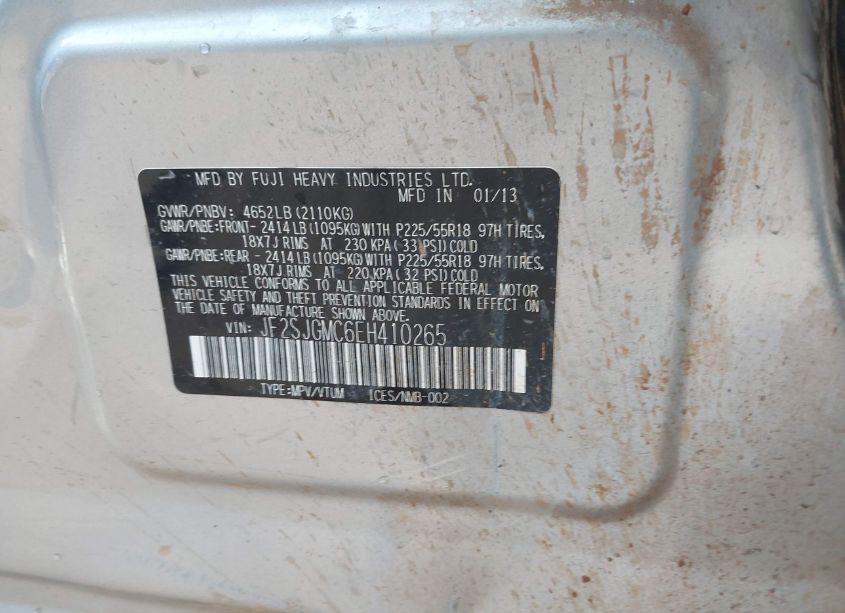 MFD BY FUJI HEAVY INDUSTRIES LTD.
MFD IN 01/13
GVWR/PNBV: 4652LB(2110KG)
GAWR/PNBE:FRONT-2414LB(1095KG)WITH P225/55R18 97H TIRES,
18X7J RIMS AT 230 KPA(33 PSI)COLD
GAWR/PNBE:REAR -2414LB(1095KG)WITH P225/55R18 97H TIRES,
18X7J RIMS AT 220 KPA(32 PSI)COLD
THIS VEHICLE CONFORMS TO ALL APPLICABLE FEDERAL MOTOR
VEHICLE SAFETY AND THEFT PREVENTION STANDARDS IN EFFECT ON THE
DATE OF MANUFACTURE SHOWN ABOVE.
VIN: JF2SJGMC6EH410265
TYPE:MPV/VTUM ICES/NMB-002